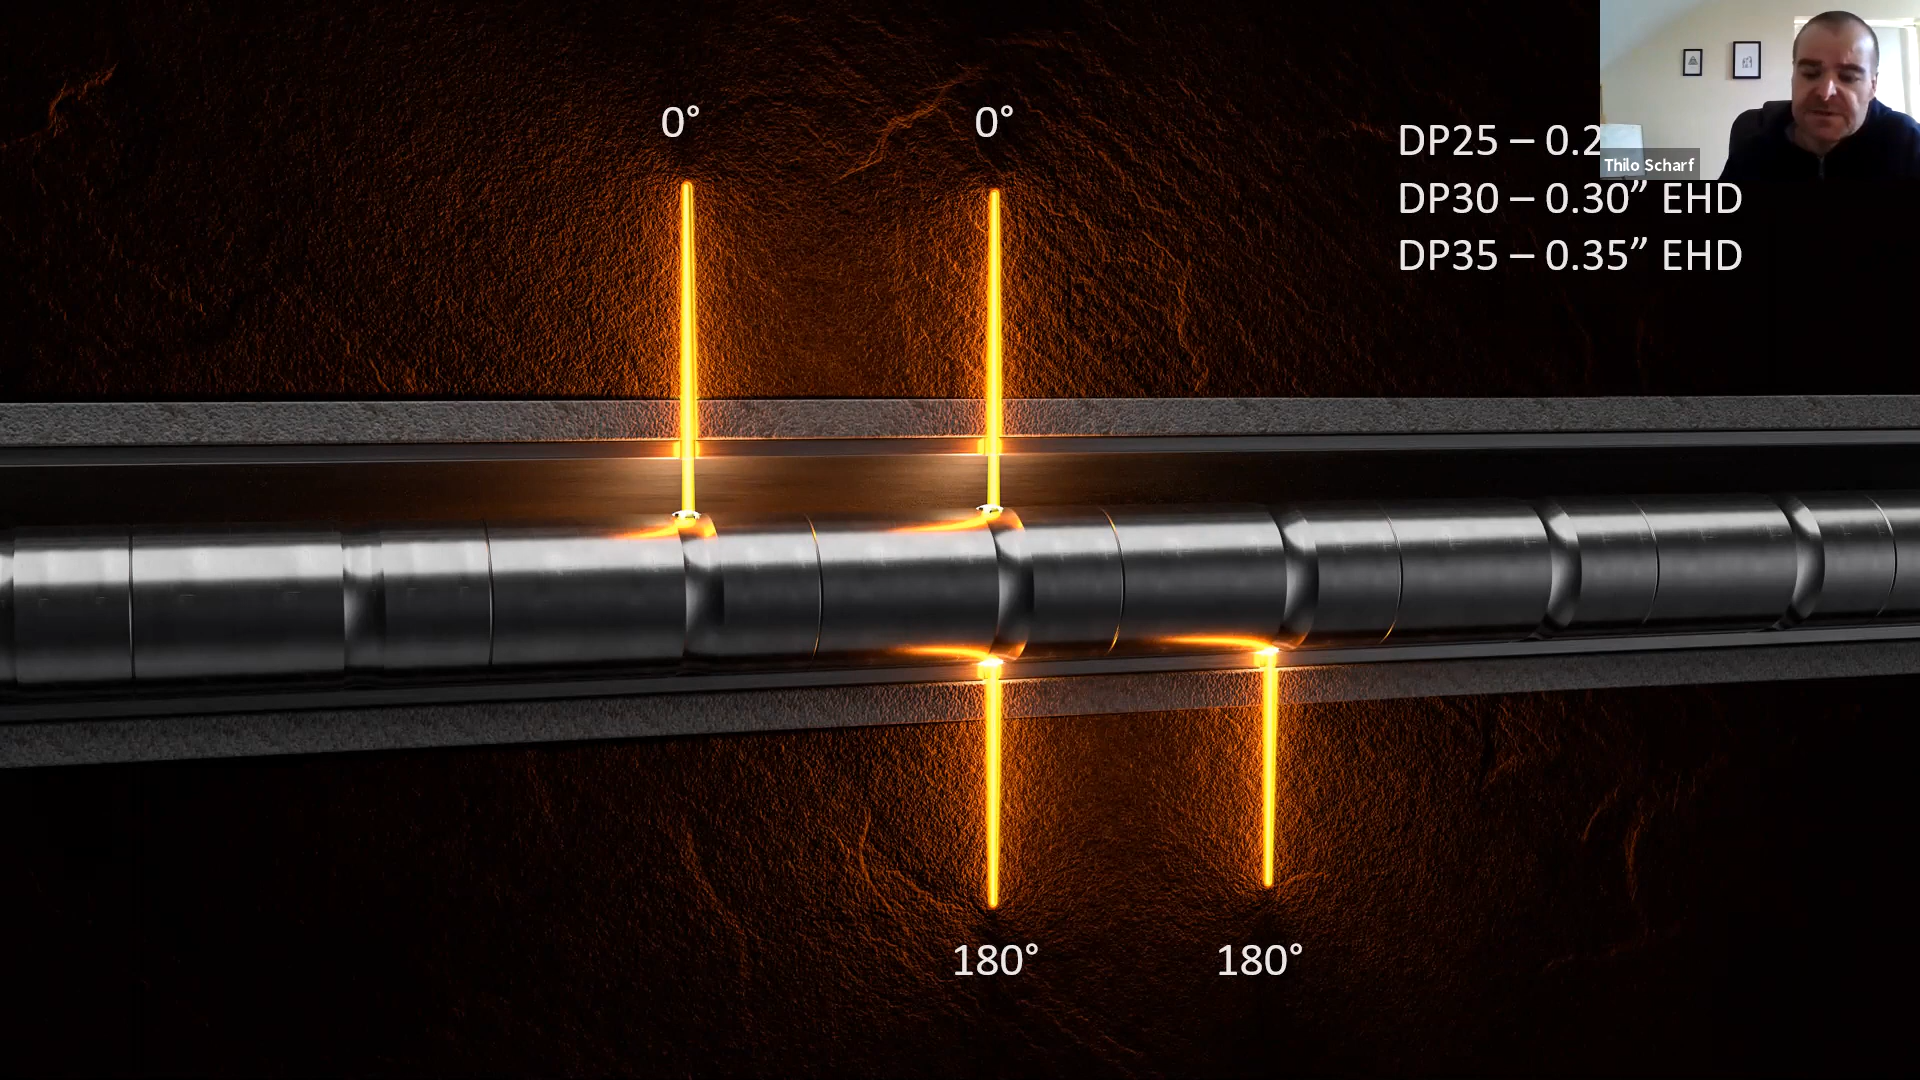 0° 0°
DP25 – 0.2
DP30 – 0.30” EHD
DP35 – 0.35” EHD
Thilo Scharf
180° 180°